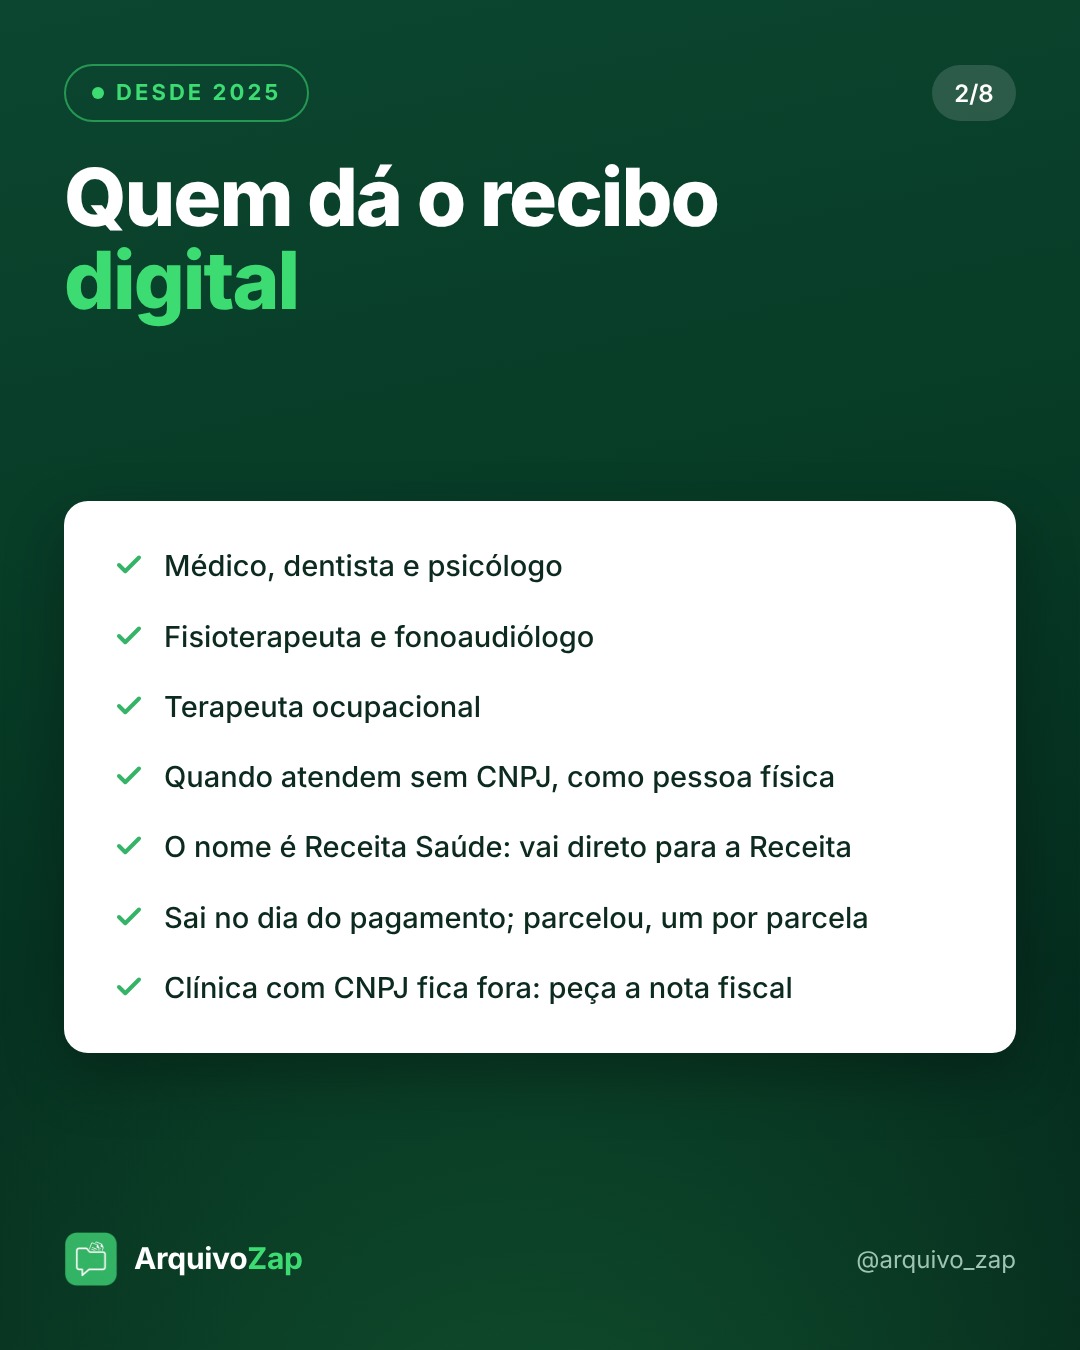 DESDE 2025
2/8
Quem dá o recibo
digital
Médico, dentista e psicólogo
Fisioterapeuta e fonoaudiólogo
Terapeuta ocupacional
Quando atendem sem CNPJ, como pessoa física
O nome é Receita Saúde: vai direto para a Receita
Sai no dia do pagamento; parcelou, um por parcela
Clínica com CNPJ fica fora: peça a nota fiscal
ArquivoZap
@arquivo_zap